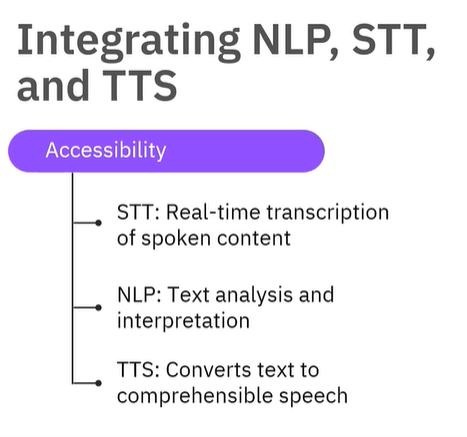 Integrating NLP, STT,
and TTS
Accessibility
STT: Real-time transcription
of spoken content
NLP: Text analysis and
interpretation
TTS: Converts text to
comprehensible speech